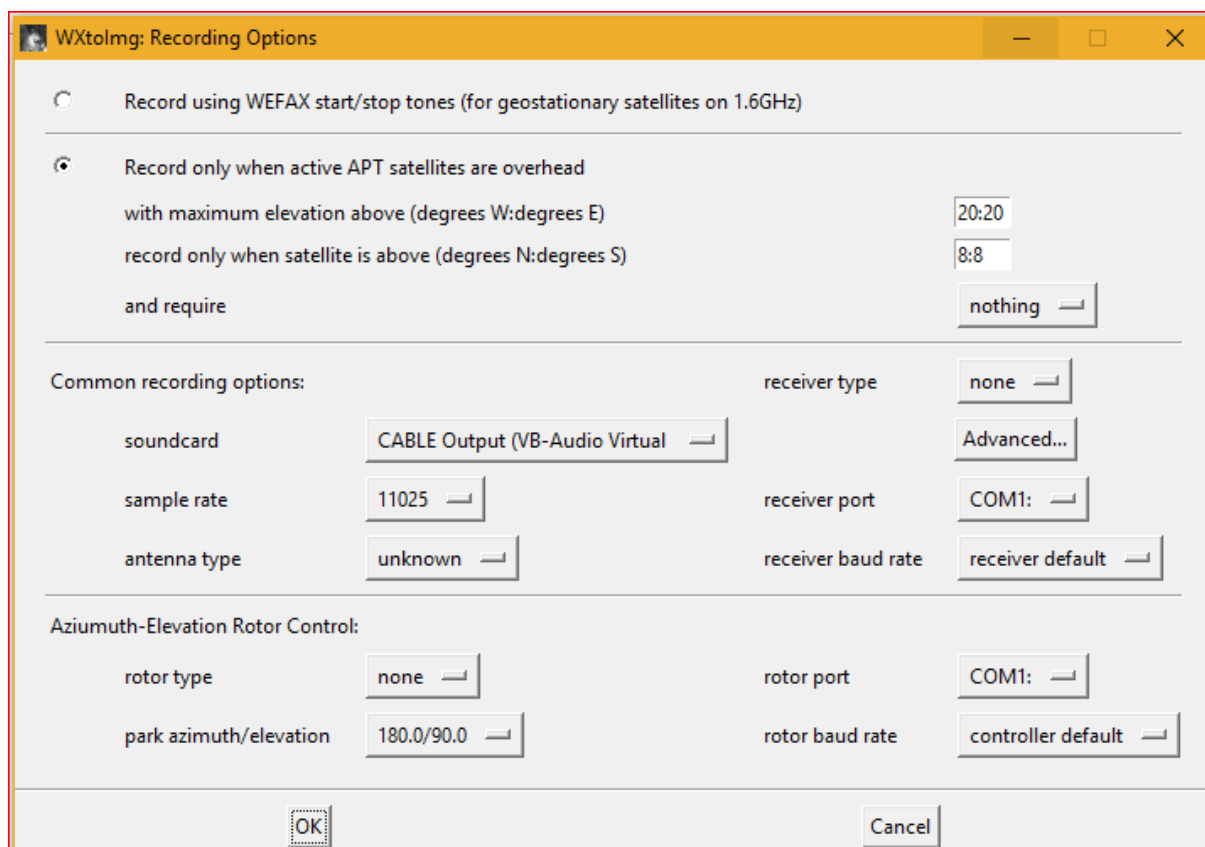 WXtoImg: Recording Options
Record using WEFAX start/stop tones (for geostationary satellites on 1.6GHz)
Record only when active APT satellites are overhead
with maximum elevation above (degrees W:degrees E) 20:20
record only when satellite is above (degrees N:degrees S) 8:8
and require nothing
Common recording options: receiver type none
soundcard CABLE Output (VB-Audio Virtual Advanced...
sample rate 11025 receiver port COM1:
antenna type unknown receiver baud rate receiver default
Aziumuth-Elevation Rotor Control:
rotor type none rotor port COM1:
park azimuth/elevation 180.0/90.0 rotor baud rate controller default
OK Cancel